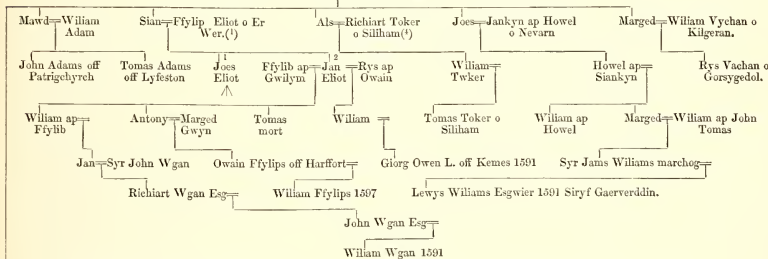 Mawd=Wiliam Adam Sian=Ffylip Eliot o Er Wer.(¹) Als=Richiart Toker o Siliham(⁴) Joes=Jankyn ap Howel o Nevarn Marged=Wiliam Vychan o Kilgeran.
John Adams off Patrigchyrch Tomas Adams off Lyfeston 1 Joes Eliot Ffylib ap Gwilym= 2 Jan Eliot =Rys ap Owain Wiliam Twker= Howel ap Siankyn= Rys Vachan o Gorsygedol.
Wiliam ap Ffylib= Antony=Marged Gwyn Tomas mort Wiliam= Tomas Toker o Siliham Wiliam ap Howel Marged=Wiliam ap John Tomas
Jan=Syr John Wgan Owain Ffylips off Harffort= Giorg Owen L. off Kemes 1591 Syr Jams Wiliams marchog=
Richiart Wgan Esg= Wiliam Ffylips 1597 Lewys Wiliams Esgwier 1591 Siryf Gaerverddin.
John Wgan Esg=
Wiliam Wgan 1591